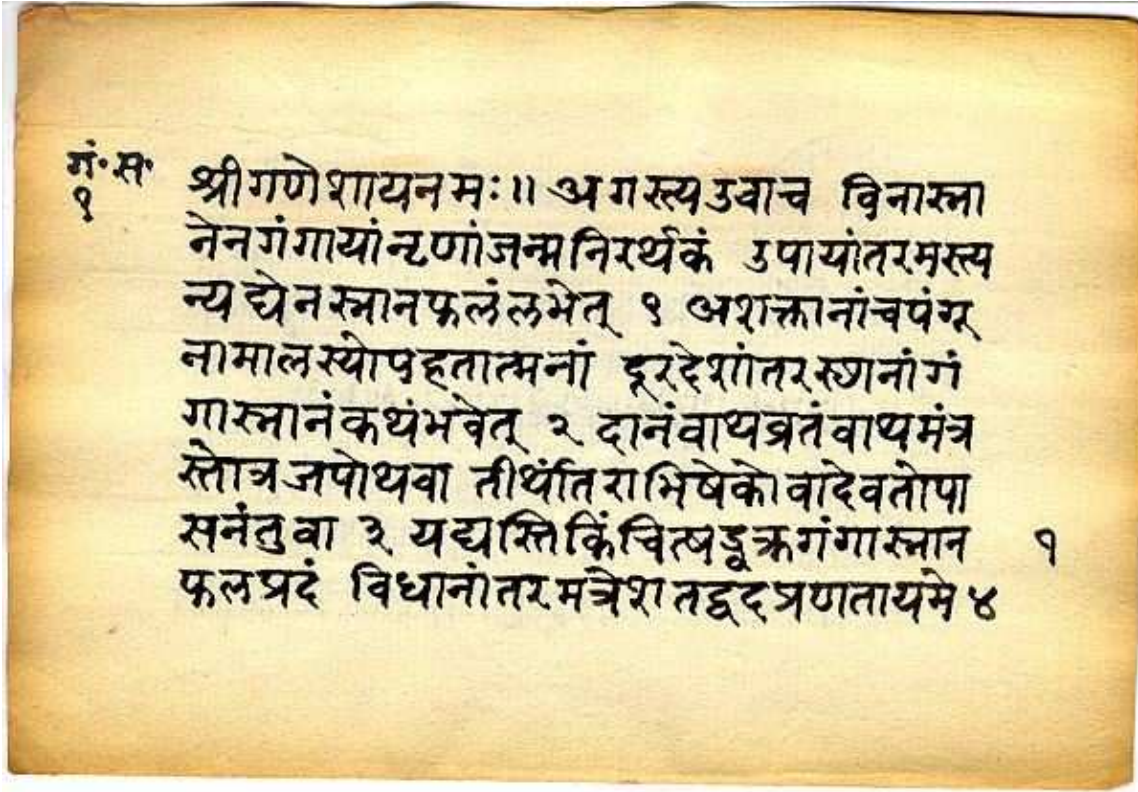 गं॰ स॰
१
श्रीगणेशायनमः॥ अगस्त्यउवाच विनास्ना
नेनगंगायांनृणांजन्मनिरर्थकं उपायांतरमस्त्य
न्यद्येनस्नानफलंलभेत् १ अशक्तानांचपंगू
नामालस्योपहतात्मनां दूरदेशांतरस्थानांगं
गास्नानंकथंभवेत् २ दानंवाथव्रतंवाथमंत्र
स्तोत्रजपोथवा तीर्थांतराभिषेकोवादेवतोपा
सनंतुवा ३ यद्यस्तिकिंचित्षड्वक्त्रगंगास्नान
१
फलप्रदं विधानांतरमत्रेशतद्वदप्रणतायमे ४